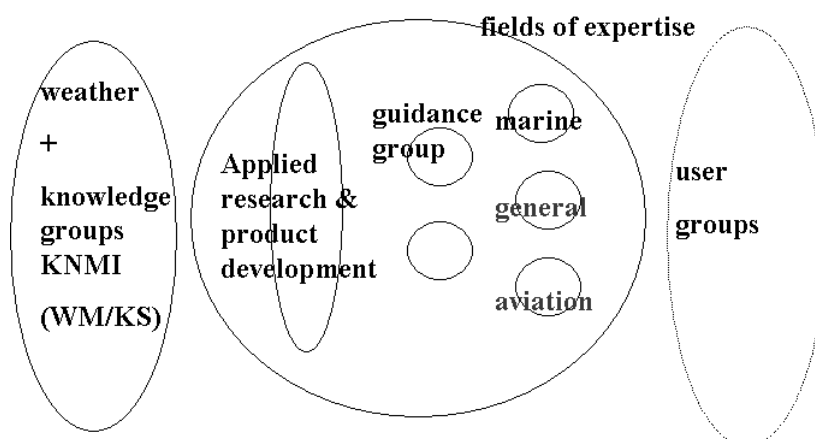 fields of expertise
weather
+
knowledge
groups
KNMI
(WM/KS)
Applied
research &
product
development
guidance
group
marine
general
aviation
user
groups